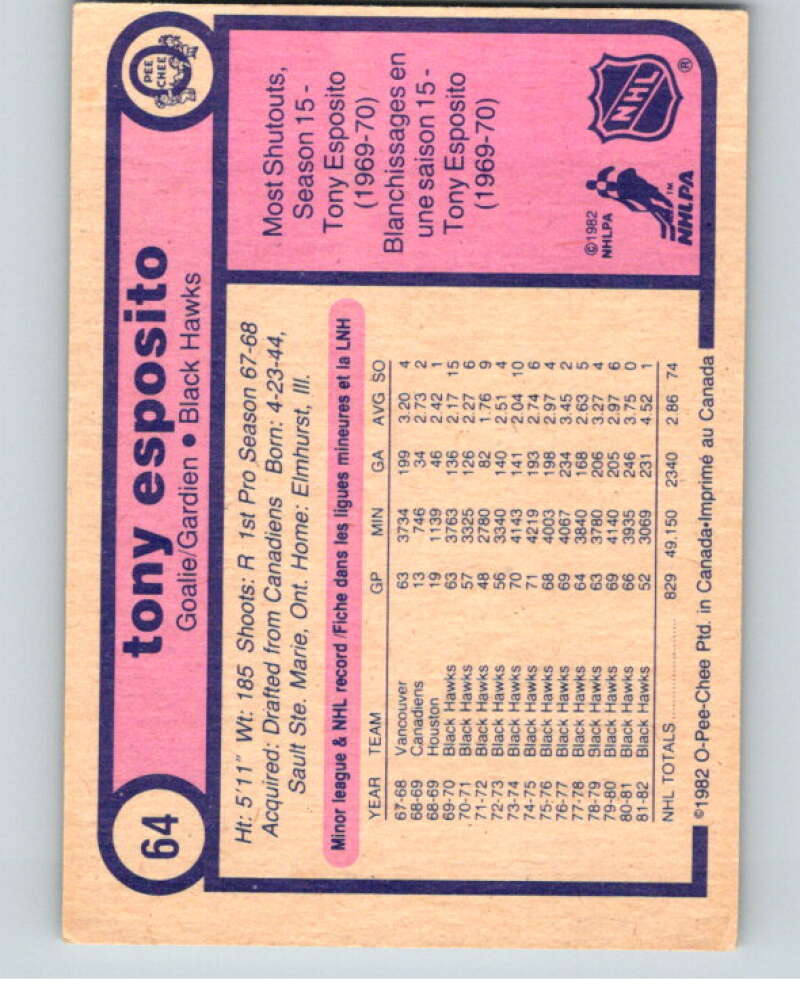 64
tony esposito
Goalie/Gardien • Black Hawks
PEE
CHEE
Ht: 5'11" Wt: 185 Shoots: R 1st Pro Season 67-68
Acquired: Drafted from Canadiens Born: 4-23-44,
Sault Ste. Marie, Ont. Home: Elmhurst, Ill.
Minor league & NHL record /Fiche dans les ligues mineures et la LNH
YEAR TEAM GP MIN GA AVG SO
67-68 Vancouver 63 3734 199 3.20 4
68-69 Canadiens 13 746 34 2.73 2
68-69 Houston 19 1139 46 2.42 1
69-70 Black Hawks 63 3763 136 2.17 15
70-71 Black Hawks 57 3325 126 2.27 6
71-72 Black Hawks 48 2780 82 1.76 9
72-73 Black Hawks 56 3340 140 2.51 4
73-74 Black Hawks 70 4143 141 2.04 10
74-75 Black Hawks 71 4219 193 2.74 6
75-76 Black Hawks 68 4003 198 2.97 4
76-77 Black Hawks 69 4067 234 3.45 2
77-78 Black Hawks 64 3840 168 2.63 5
78-79 Black Hawks 63 3780 206 3.27 4
79-80 Black Hawks 69 4140 205 2.97 6
80-81 Black Hawks 66 3935 246 3.75 0
81-82 Black Hawks 52 3069 231 4.52 1
NHL TOTALS 829 49.150 2340 2.86 74
©1982 O-Pee-Chee Ptd. in Canada•Imprimé au Canada
Most Shutouts,
Season 15 -
Tony Esposito
(1969-70)
Blanchissages en
une saison 15 -
Tony Esposito
(1969-70)
©1982
NHLPA
NHLPA
TM
NHL
®